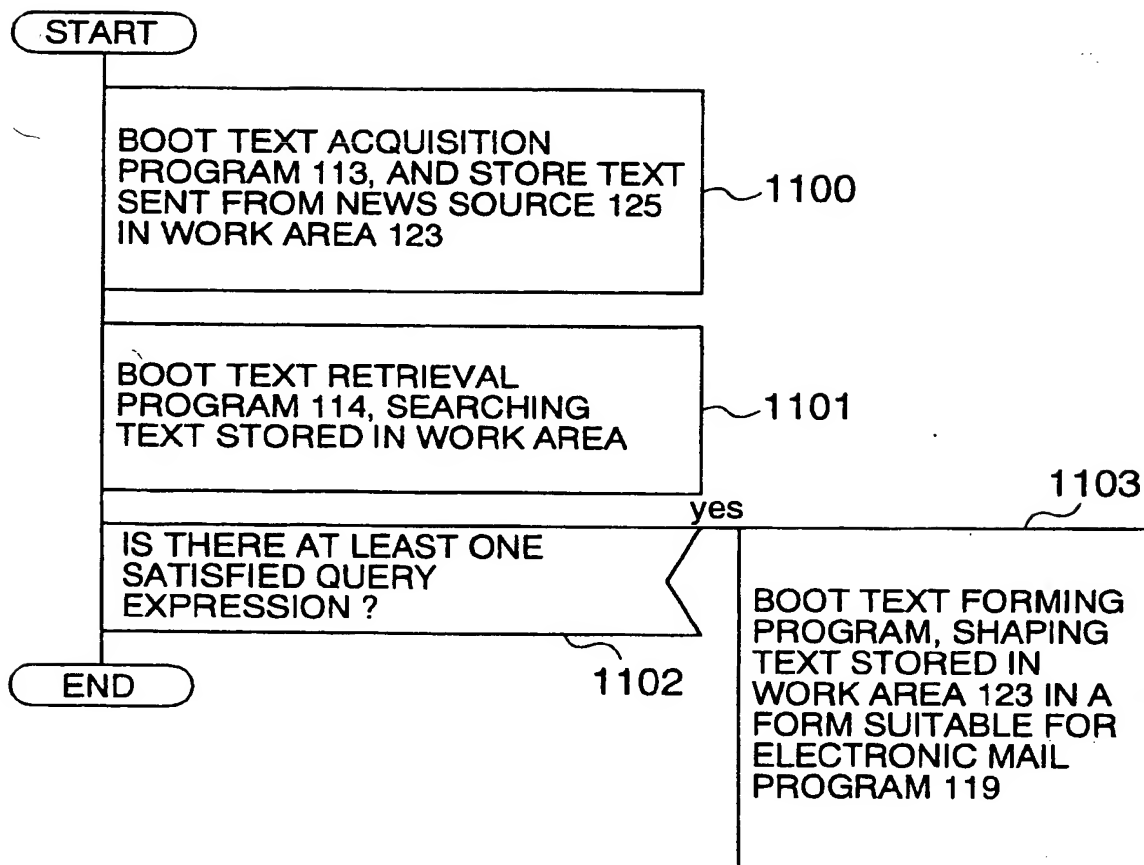 START
BOOT TEXT ACQUISITION
PROGRAM 113, AND STORE TEXT
SENT FROM NEWS SOURCE 125
IN WORK AREA 123
1100
BOOT TEXT RETRIEVAL
PROGRAM 114, SEARCHING
TEXT STORED IN WORK AREA
1101
yes
1103
IS THERE AT LEAST ONE
SATISFIED QUERY
EXPRESSION ?
1102
BOOT TEXT FORMING
PROGRAM, SHAPING
TEXT STORED IN
WORK AREA 123 IN A
FORM SUITABLE FOR
ELECTRONIC MAIL
PROGRAM 119
END